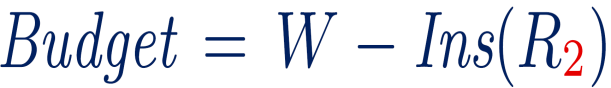 Budget = W − Ins(R₂)